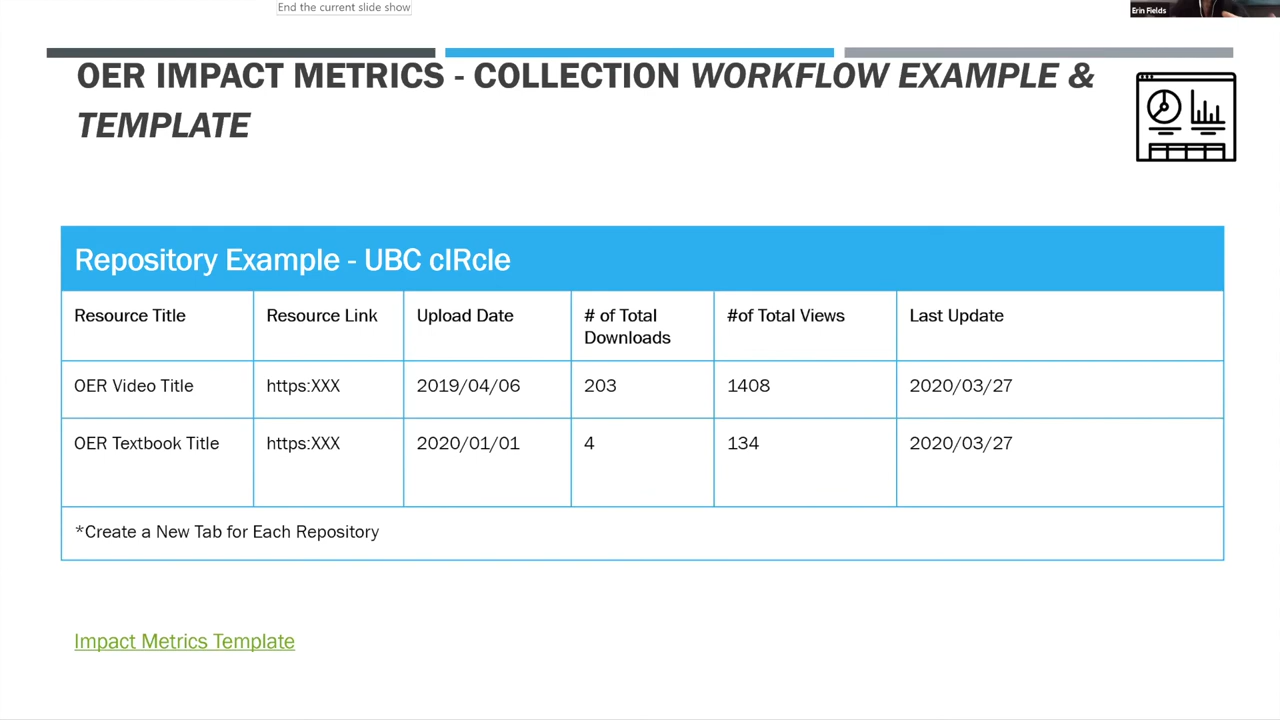 End the current slide show
Erin Fields
OER IMPACT METRICS - COLLECTION WORKFLOW EXAMPLE &
TEMPLATE
Repository Example - UBC cIRcle
Resource Title
Resource Link
Upload Date
# of Total
Downloads
#of Total Views
Last Update
OER Video Title
https:XXX
2019/04/06
203
1408
2020/03/27
OER Textbook Title
https:XXX
2020/01/01
4
134
2020/03/27
*Create a New Tab for Each Repository
Impact Metrics Template